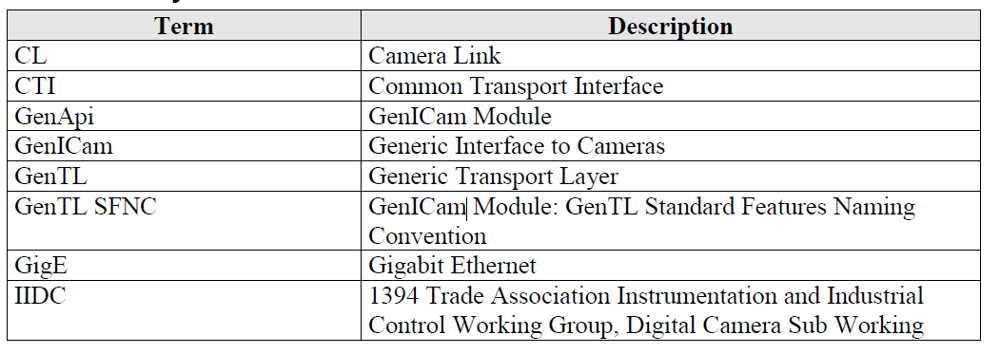 Term Description
CL Camera Link
CTI Common Transport Interface
GenApi GenICam Module
GenICam Generic Interface to Cameras
GenTL Generic Transport Layer
GenTL SFNC GenICam Module: GenTL Standard Features Naming
Convention
GigE Gigabit Ethernet
IIDC 1394 Trade Association Instrumentation and Industrial
Control Working Group, Digital Camera Sub Working